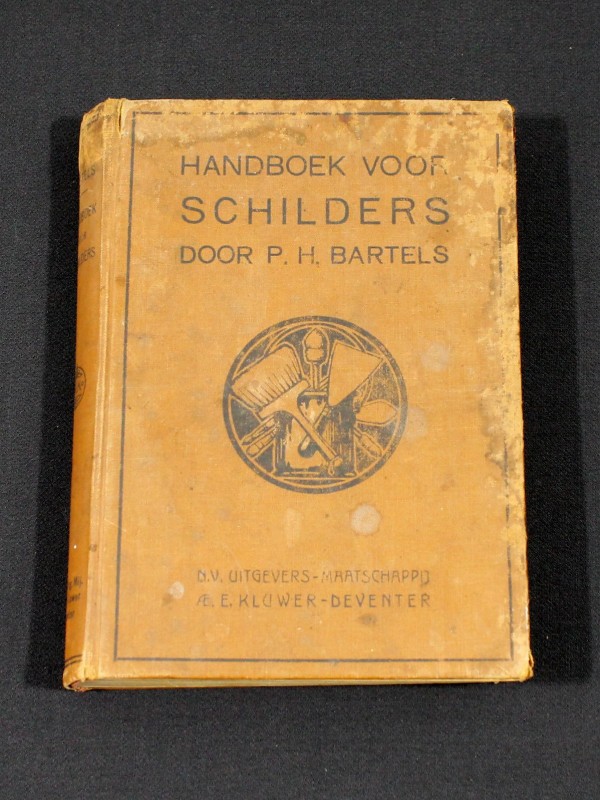 HANDBOEK VOOR
SCHILDERS
DOOR P. H. BARTELS
N.V. UITGEVERS-MAATSCHAPPIJ
Æ. E. KLUWER-DEVENTER